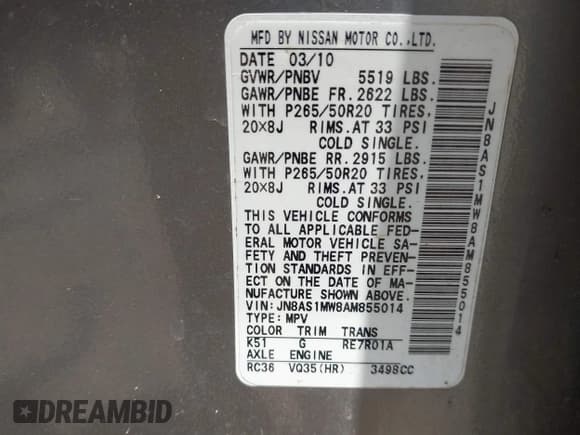 MFD BY NISSAN MOTOR CO.,LTD.
DATE 03/10
GVWR/PNBV 5519 LBS.
GAWR/PNBE FR.2622 LBS.
WITH P265/50R20 TIRES,
20×8J RIMS.AT 33 PSI
COLD SINGLE.
GAWR/PNBE RR.2915 LBS.
WITH P265/50R20 TIRES,
20×8J RIMS.AT 33 PSI
COLD SINGLE.
THIS VEHICLE CONFORMS
TO ALL APPLICABLE FED-
ERAL MOTOR VEHICLE SA-
FETY AND THEFT PREVEN-
TION STANDARDS IN EFF-
ECT ON THE DATE OF MA-
NUFACTURE SHOWN ABOVE.
VIN:JN8AS1MW8AM855014
TYPE:MPV
COLOR TRIM TRANS
K51 G RE7R01A
AXLE ENGINE
RC36 VQ35(HR) 3498CC
JN8AS1MW8AM855014
DREAMBID